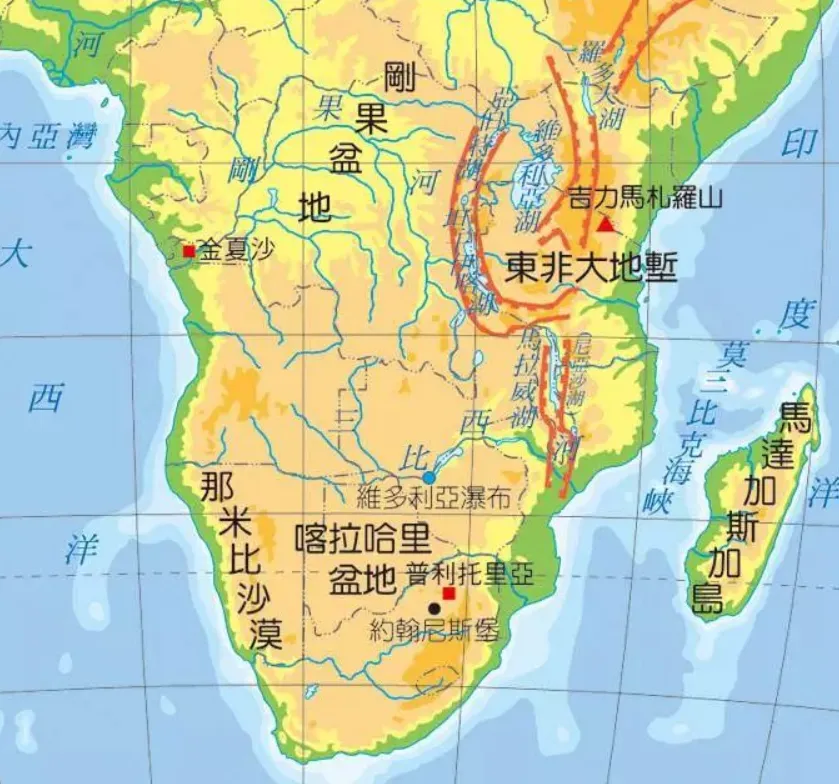 河
剛果盆地
果
剛
河
內亞灣
羅多夫湖
亞伯特湖
維多利亞湖
印
吉力馬札羅山
金夏沙
大
東非大地塹
坦干伊喀湖
度
莫三比克海峽
馬拉威湖
(尼亞沙湖)
西
馬達加斯加島
三
比
西
河
維多利亞瀑布
洋
那米比沙漠
喀拉哈里
盆地
普利托里亞
約翰尼斯堡
洋